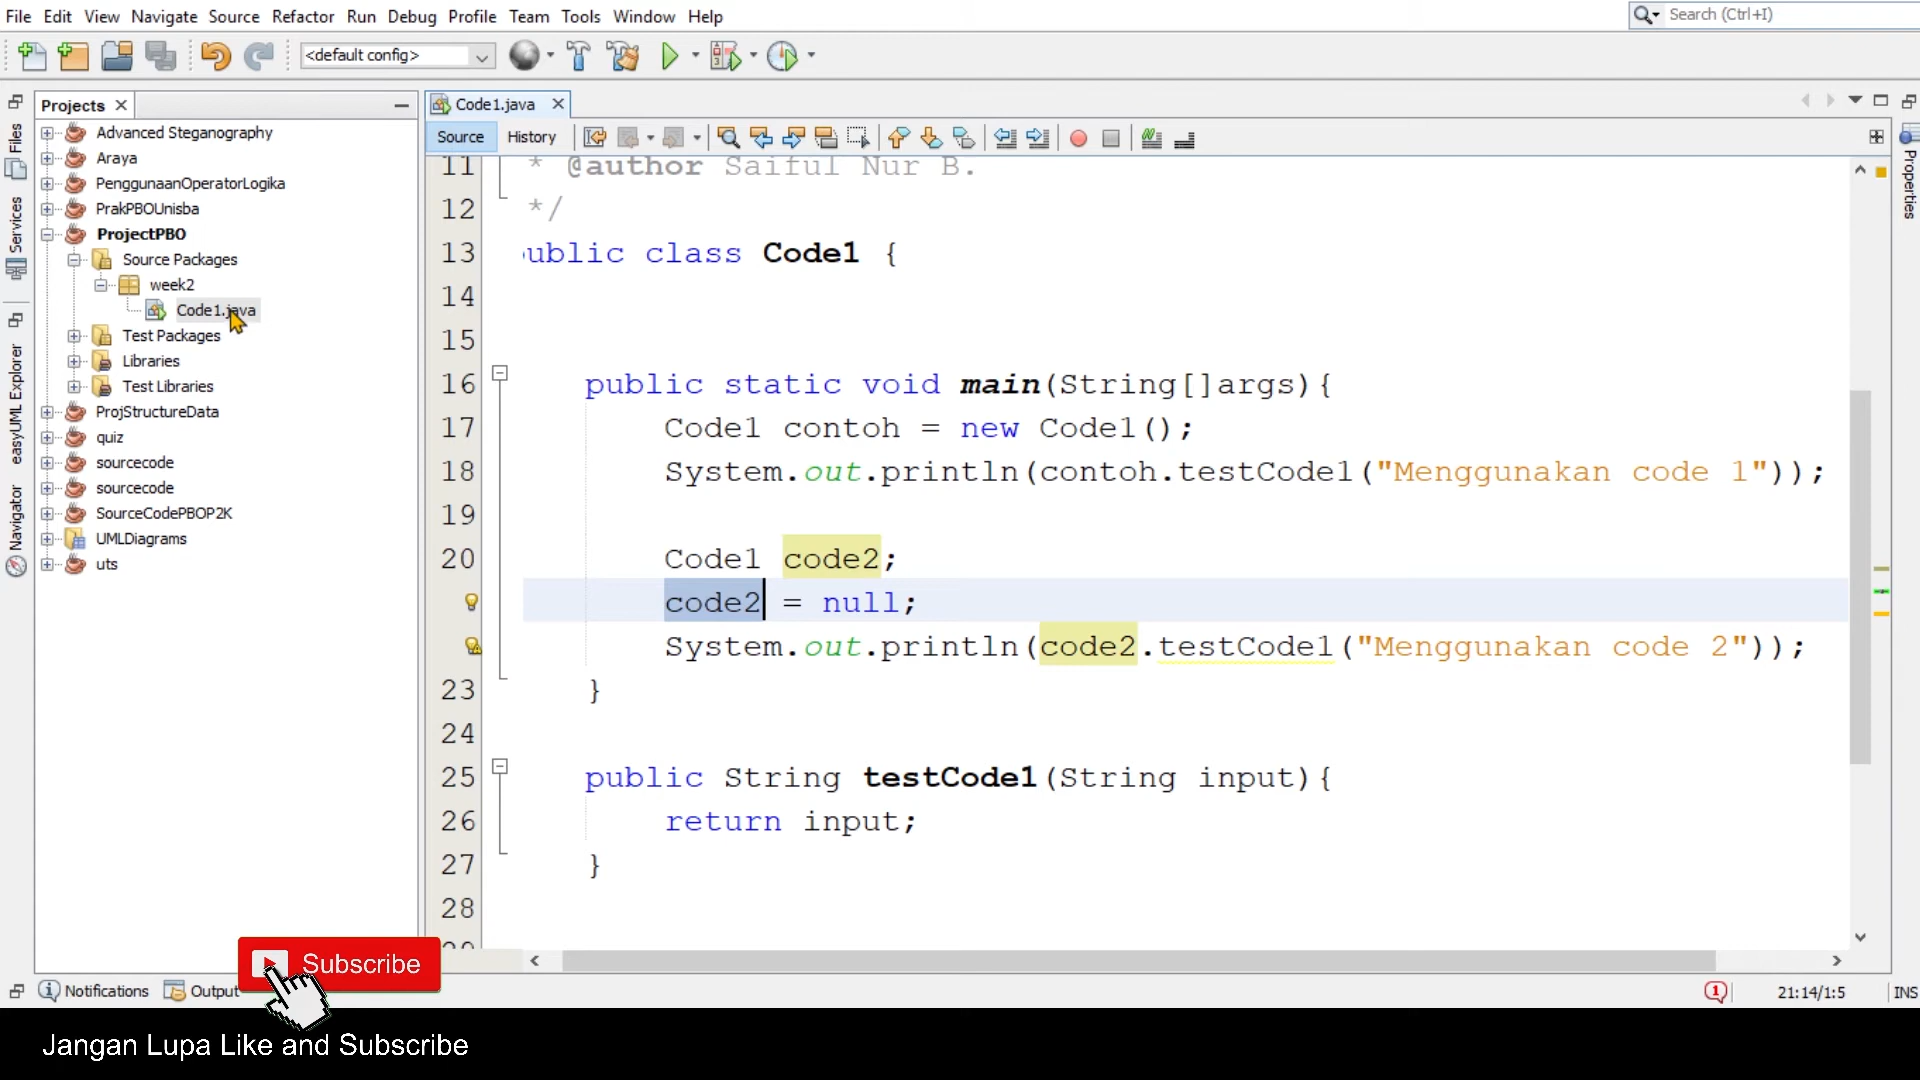 File Edit View Navigate Source Refactor Run Debug Profile Team Tools Window Help
Search (Ctrl+I)
<default config>
Projects
Code1.java
Source History
Files
Services
easyUML Explorer
Navigator
Properties
Advanced Steganography
Araya
PenggunaanOperatorLogika
PrakPBOUnisba
ProjectPBO
Source Packages
week2
Code1.java
Test Packages
Libraries
Test Libraries
ProjStructureData
quiz
sourcecode
sourcecode
SourceCodePBOP2K
UMLDiagrams
uts
11 * @author Saiful Nur B.
12 */
13 public class Code1 {
14
15
16 public static void main(String[]args){
17 Code1 contoh = new Code1();
18 System.out.println(contoh.testCode1("Menggunakan code 1"));
19
20 Code1 code2;
code2 = null;
System.out.println(code2.testCode1("Menggunakan code 2"));
23 }
24
25 public String testCode1(String input){
26 return input;
27 }
28
29
Notifications Output
1 21:14/1:5 INS
Subscribe
Jangan Lupa Like and Subscribe